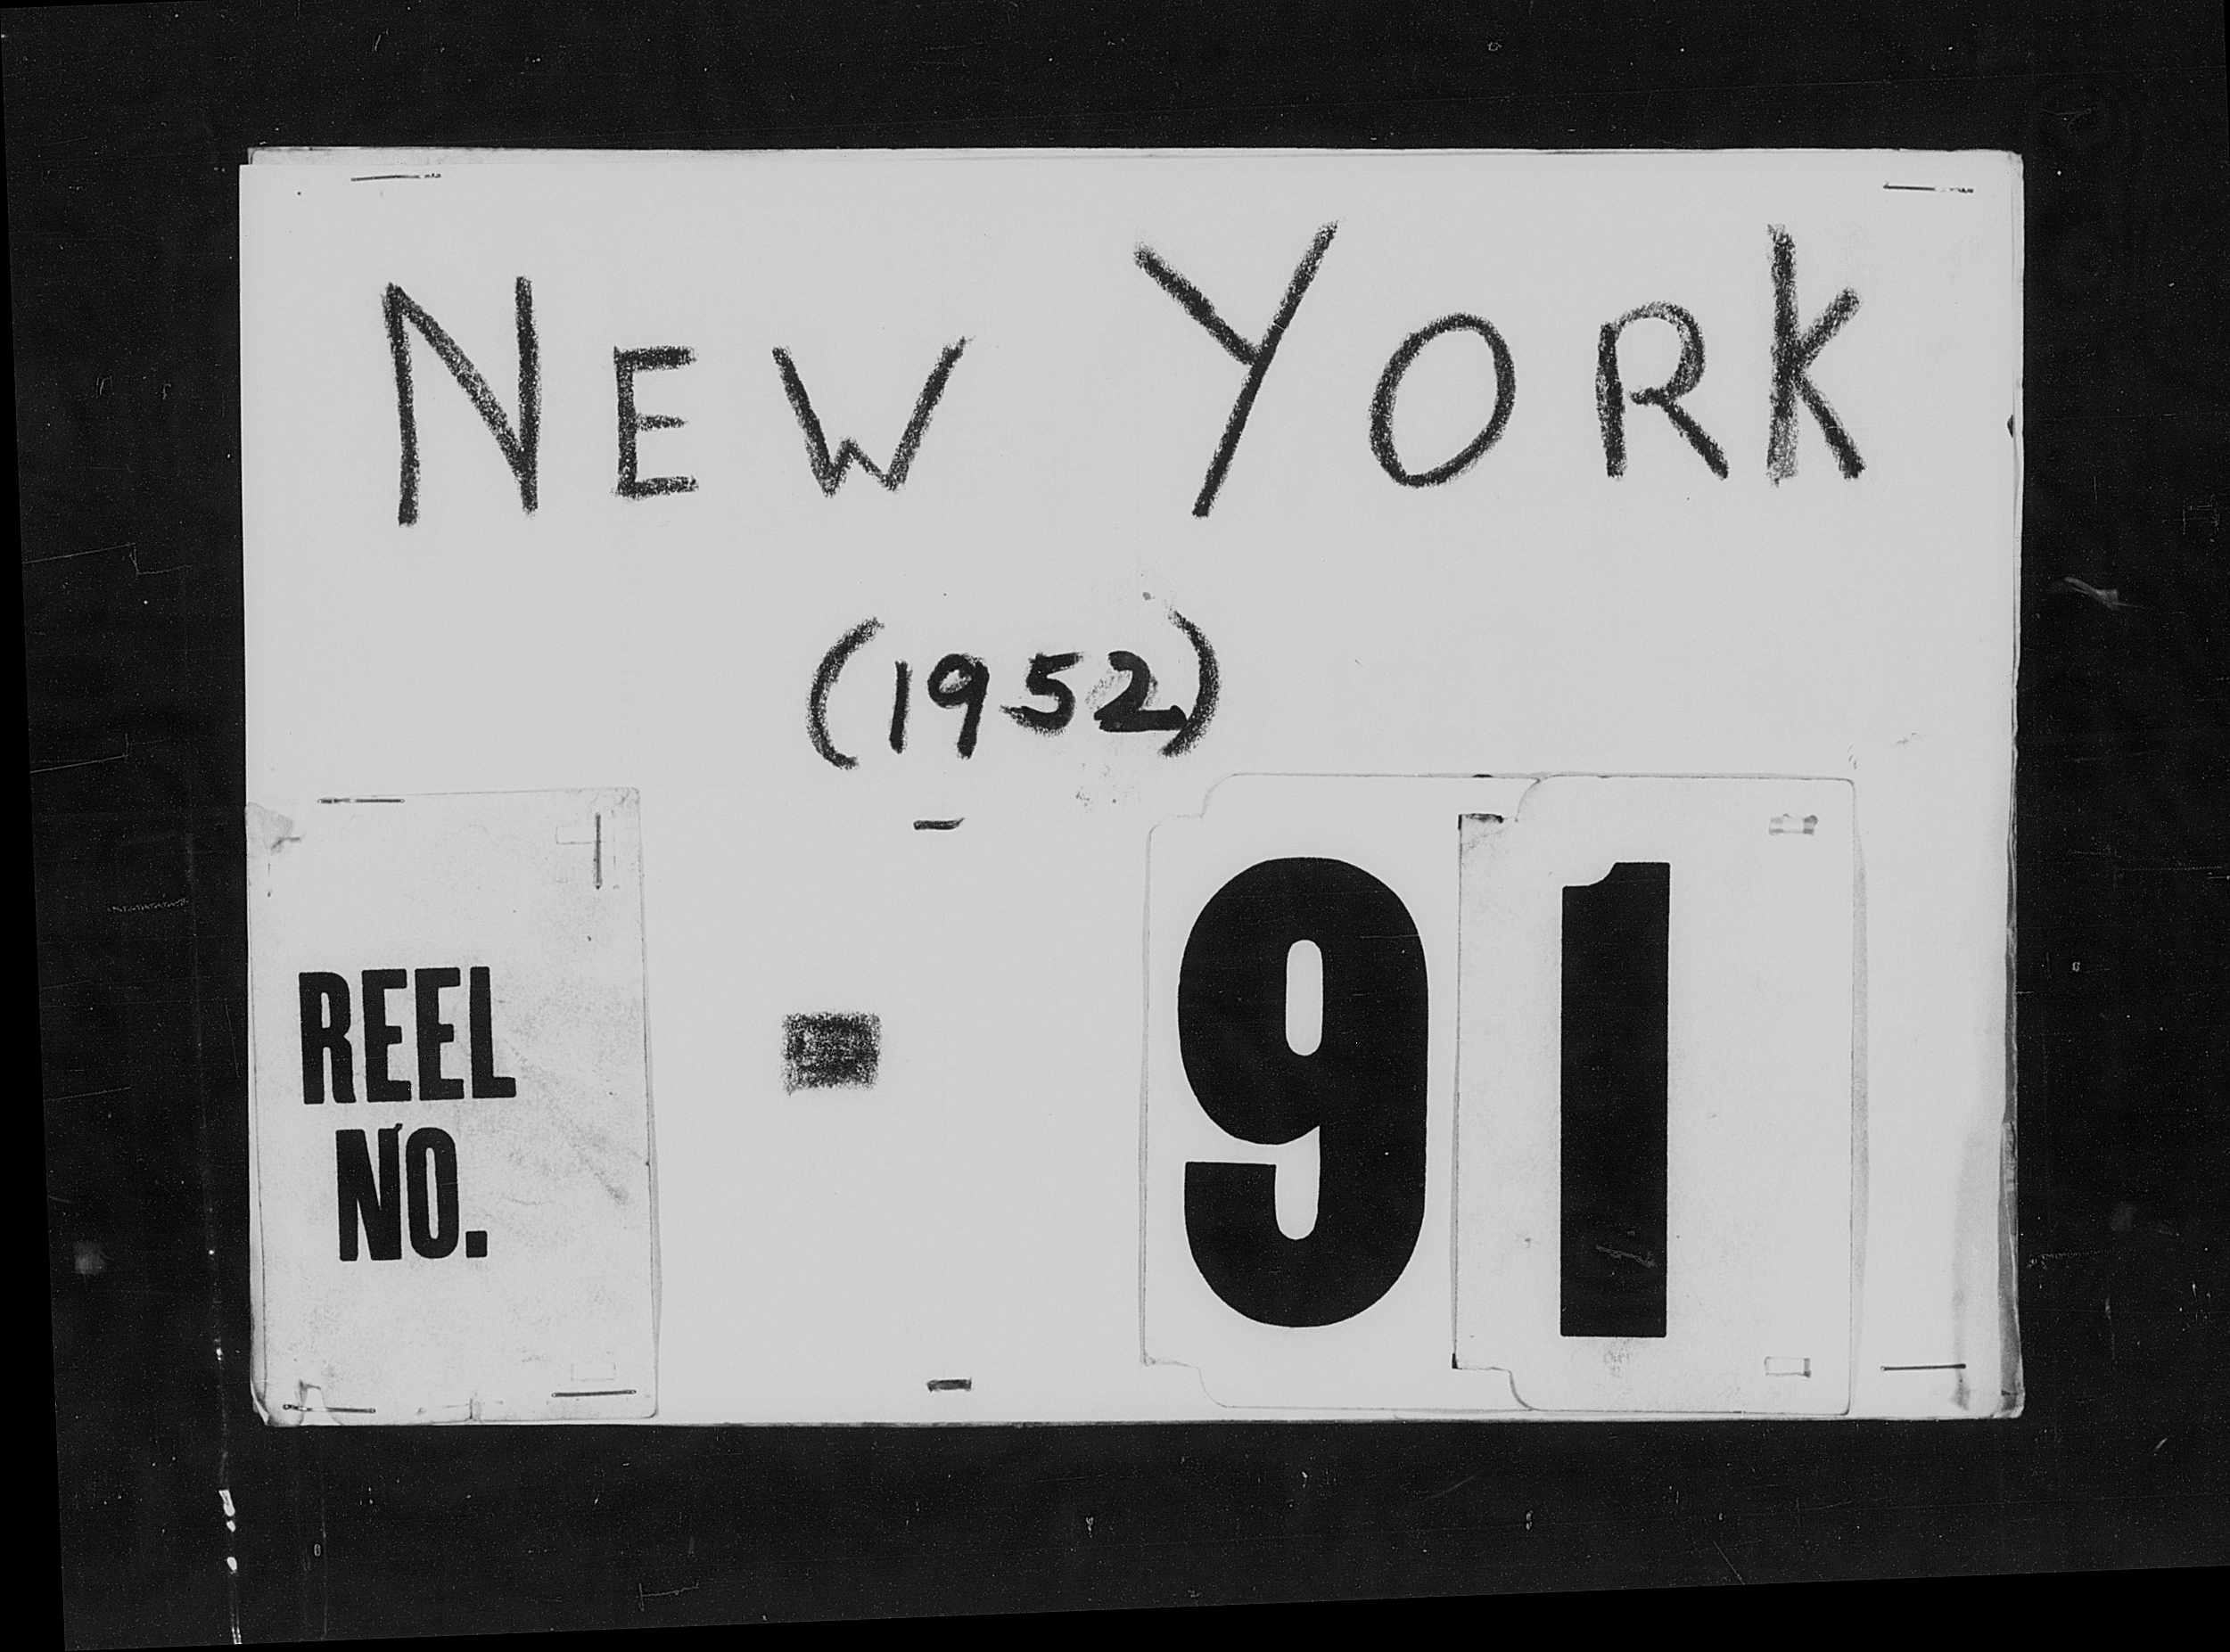 NEW YORK
(1952)
REEL
NO.
- 91